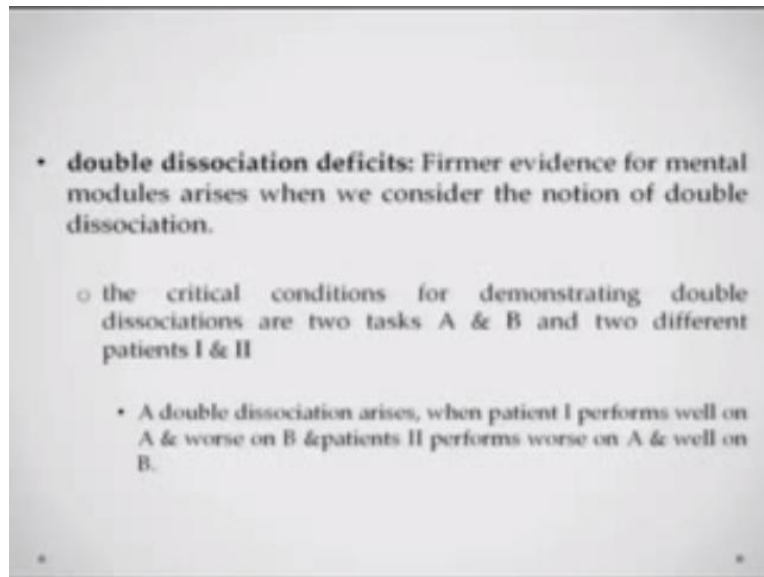 • double dissociation deficits: Firmer evidence for mental
modules arises when we consider the notion of double
dissociation.
o the critical conditions for demonstrating double
dissociations are two tasks A & B and two different
patients I & II
• A double dissociation arises, when patient I performs well on
A & worse on B &patients II performs worse on A & well on
B.